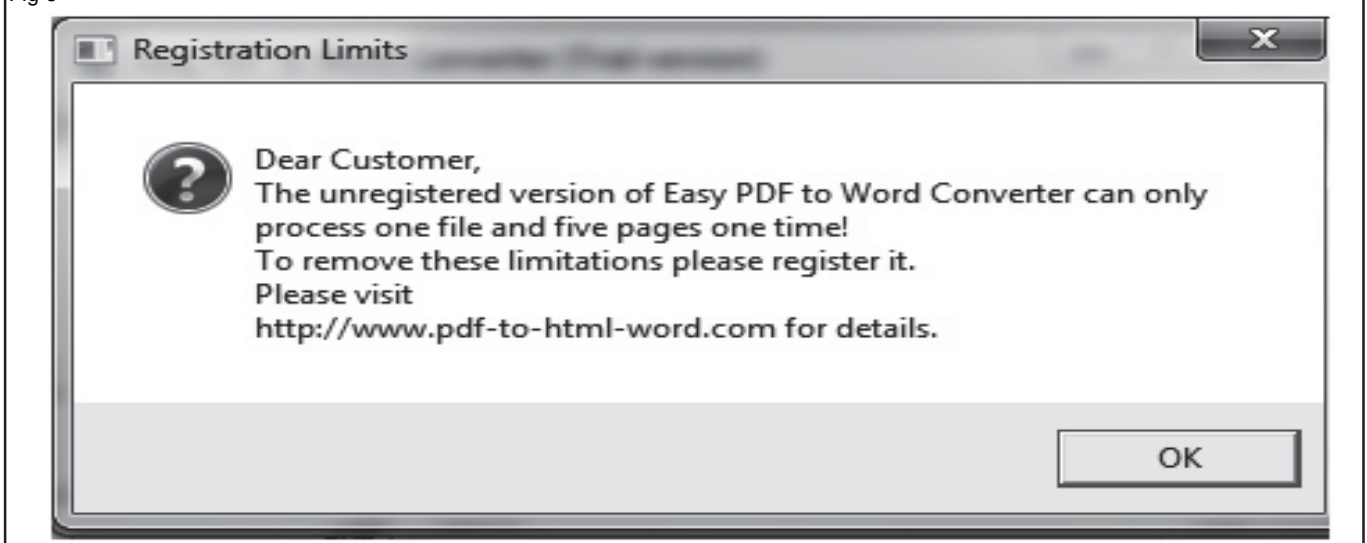 Registration Limits
Dear Customer,
The unregistered version of Easy PDF to Word Converter can only
process one file and five pages one time!
To remove these limitations please register it.
Please visit
http://www.pdf-to-html-word.com for details.
OK